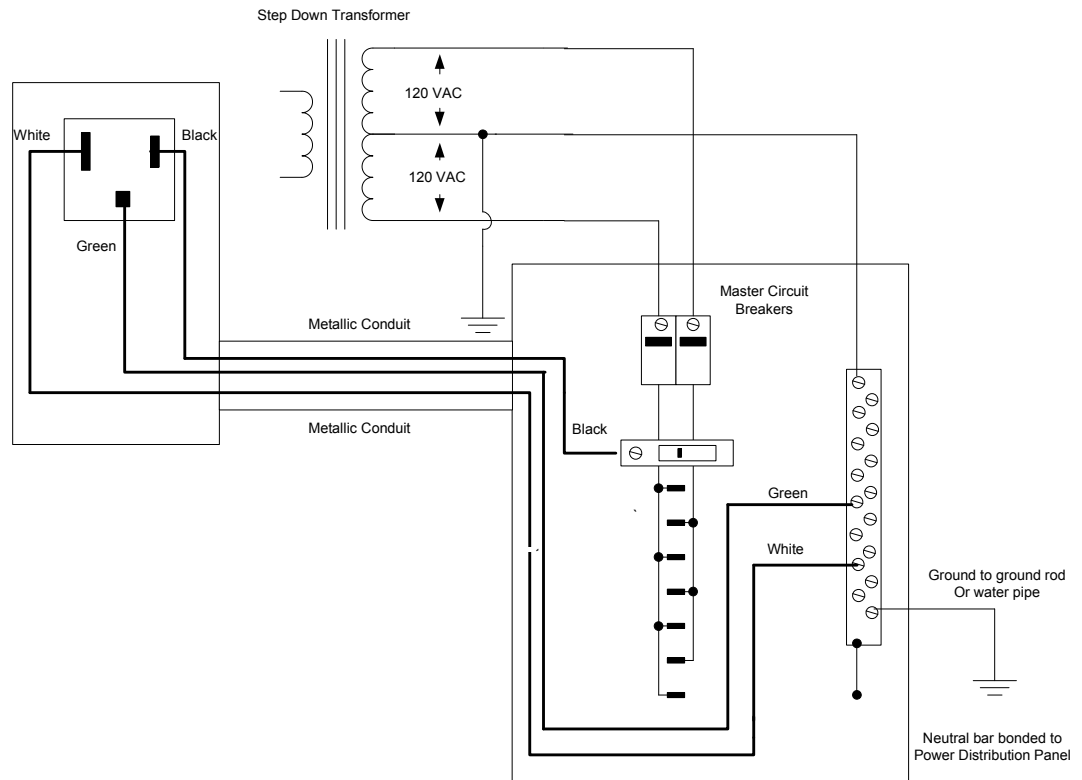 Step Down Transformer
120 VAC
120 VAC
White
Black
Green
Metallic Conduit
Metallic Conduit
Master Circuit
Breakers
Black
Green
White
Ground to ground rod
Or water pipe
Neutral bar bonded to
Power Distribution Panel